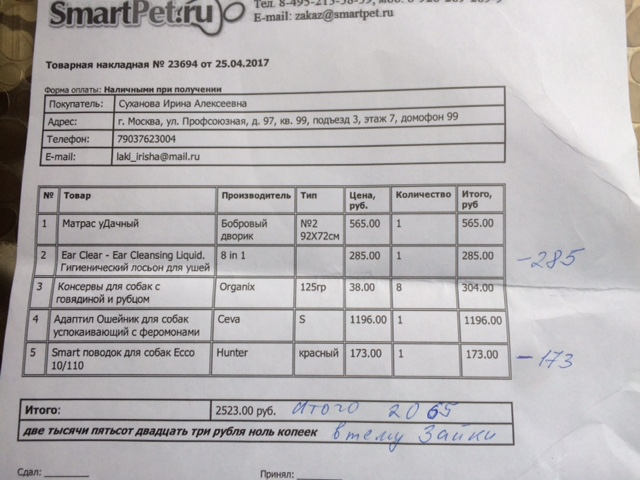 SmartPet.ru
E-mail: zakaz@smartpet.ru
Товарная накладная № 23694 от 25.04.2017
Форма оплаты: Наличными при получении
Покупатель: Суханова Ирина Алексеевна
Адрес: г. Москва, ул. Профсоюзная, д. 97, кв. 99, подъезд 3, этаж 7, домофон 99
Телефон: 79037623004
E-mail: laki_irisha@mail.ru
№ Товар Производитель Тип Цена, руб. Количество Итого, руб
1 Матрас уДачный Бобровый дворик №2 92Х72см 565.00 1 565.00
2 Ear Clear - Ear Cleansing Liquid. Гигиенический лосьон для ушей 8 in 1 285.00 1 285.00 -285
3 Консервы для собак с говядиной и рубцом Organix 125гр 38.00 8 304.00
4 Адаптил Ошейник для собак успокаивающий с феромонами Ceva S 1196.00 1 1196.00
5 Smart поводок для собак Ecco 10/110 Hunter красный 173.00 1 173.00 -173
Итого: 2523.00 руб. итого 2065
две тысячи пятьсот двадцать три рубля ноль копеек в тему Зайки
Сдал: Принял: